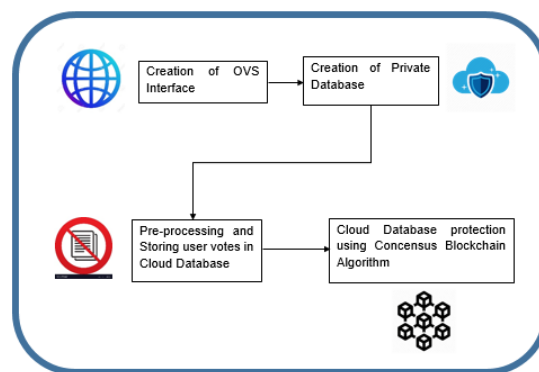 Creation of OVS
Interface
Creation of Private
Database
Pre-processing and
Storing user votes in
Cloud Database
Cloud Database protection
using Concensus Blockchain
Algorithm